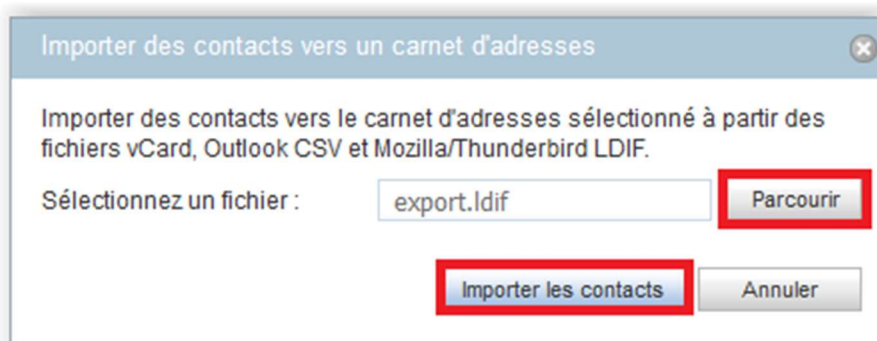 Importer des contacts vers un carnet d'adresses
Importer des contacts vers le carnet d'adresses sélectionné à partir des
fichiers vCard, Outlook CSV et Mozilla/Thunderbird LDIF.
Sélectionnez un fichier : export.ldif Parcourir
Importer les contacts Annuler